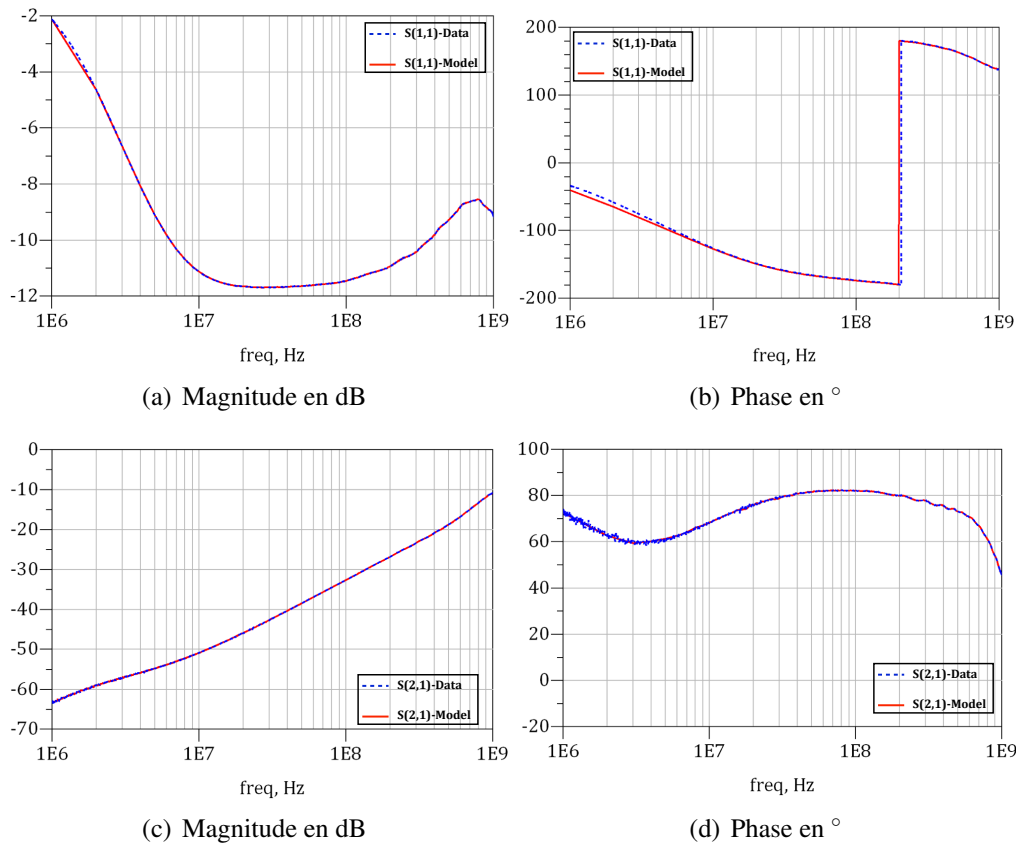 -2
-4
-6
-8
-10
-12
1E6
1E7
1E8
1E9
freq, Hz
S(1,1)-Data
S(1,1)-Model
(a) Magnitude en dB
200
100
0
-100
-200
1E6
1E7
1E8
1E9
freq, Hz
S(1,1)-Data
S(1,1)-Model
(b) Phase en °
0
-10
-20
-30
-40
-50
-60
-70
1E6
1E7
1E8
1E9
freq, Hz
S(2,1)-Data
S(2,1)-Model
(c) Magnitude en dB
100
80
60
40
20
0
-20
1E6
1E7
1E8
1E9
freq, Hz
S(2,1)-Data
S(2,1)-Model
(d) Phase en °